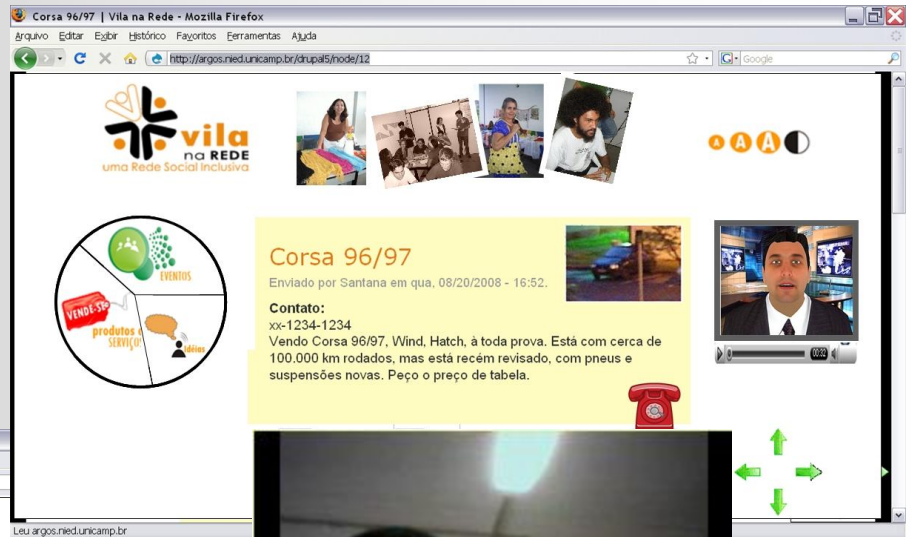 Corsa 96/97 | Vila na Rede - Mozilla Firefox
Arquivo Editar Exibir Histórico Favoritos Ferramentas Ajuda
http://argos.nied.unicamp.br/drupal5/node/12
G Google
vila
na REDE
uma Rede Social Inclusiva
A A A
EVENTOS
VENDE-SE
produtos e
SERVIÇO!
Idéias
Corsa 96/97
Enviado por Santana em qua, 08/20/2008 - 16:52.
Contato:
xx-1234-1234
Vendo Corsa 96/97, Wind, Hatch, à toda prova. Está com cerca de
100.000 km rodados, mas está recém revisado, com pneus e
suspensões novas. Peço o preço de tabela.
00:32
Leu argos.nied.unicamp.br